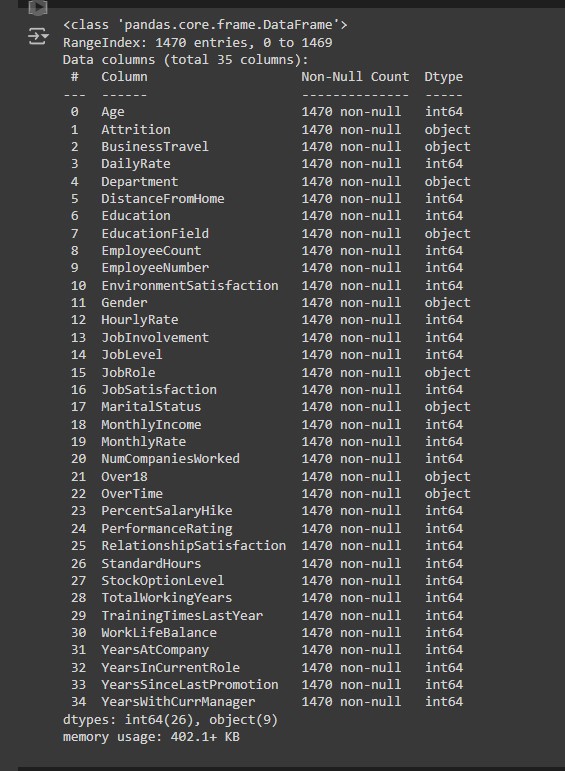 <class 'pandas.core.frame.DataFrame'>
RangeIndex: 1470 entries, 0 to 1469
Data columns (total 35 columns):
 #   Column                    Non-Null Count  Dtype
---  ------                    --------------  -----
 0   Age                       1470 non-null   int64
 1   Attrition                 1470 non-null   object
 2   BusinessTravel            1470 non-null   object
 3   DailyRate                 1470 non-null   int64
 4   Department                1470 non-null   object
 5   DistanceFromHome          1470 non-null   int64
 6   Education                 1470 non-null   int64
 7   EducationField            1470 non-null   object
 8   EmployeeCount             1470 non-null   int64
 9   EmployeeNumber            1470 non-null   int64
 10  EnvironmentSatisfaction   1470 non-null   int64
 11  Gender                    1470 non-null   object
 12  HourlyRate                1470 non-null   int64
 13  JobInvolvement            1470 non-null   int64
 14  JobLevel                  1470 non-null   int64
 15  JobRole                   1470 non-null   object
 16  JobSatisfaction           1470 non-null   int64
 17  MaritalStatus             1470 non-null   object
 18  MonthlyIncome             1470 non-null   int64
 19  MonthlyRate               1470 non-null   int64
 20  NumCompaniesWorked        1470 non-null   int64
 21  Over18                    1470 non-null   object
 22  OverTime                  1470 non-null   object
 23  PercentSalaryHike         1470 non-null   int64
 24  PerformanceRating         1470 non-null   int64
 25  RelationshipSatisfaction  1470 non-null   int64
 26  StandardHours             1470 non-null   int64
 27  StockOptionLevel          1470 non-null   int64
 28  TotalWorkingYears         1470 non-null   int64
 29  TrainingTimesLastYear     1470 non-null   int64
 30  WorkLifeBalance           1470 non-null   int64
 31  YearsAtCompany            1470 non-null   int64
 32  YearsInCurrentRole        1470 non-null   int64
 33  YearsSinceLastPromotion   1470 non-null   int64
 34  YearsWithCurrManager      1470 non-null   int64
dtypes: int64(26), object(9)
memory usage: 402.1+ KB